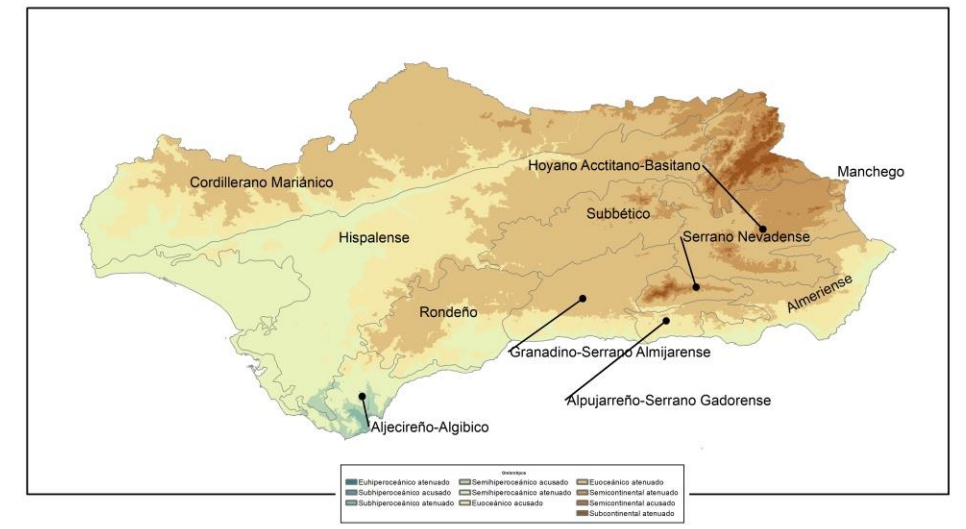 Hoyano Acctitano-Basitano
Manchego
Cordillerano Mariánico
Subbético
Hispalense
Serrano Nevadense
Almeriense
Rondeño
Granadino-Serrano Almijarense
Alpujarreño-Serrano Gadorense
Aljecireño-Algibico
Ombrotipos
Euhiperoceánico atenuado
Semihiperoceánico acusado
Euoceánico atenuado
Subhiperoceánico acusado
Semihiperocaánico atenuado
Semicontinental atenuado
Subhiperoceánico atenuado
Euoceánico acusado
Semicontinental acusado
Subcontinental atenuado